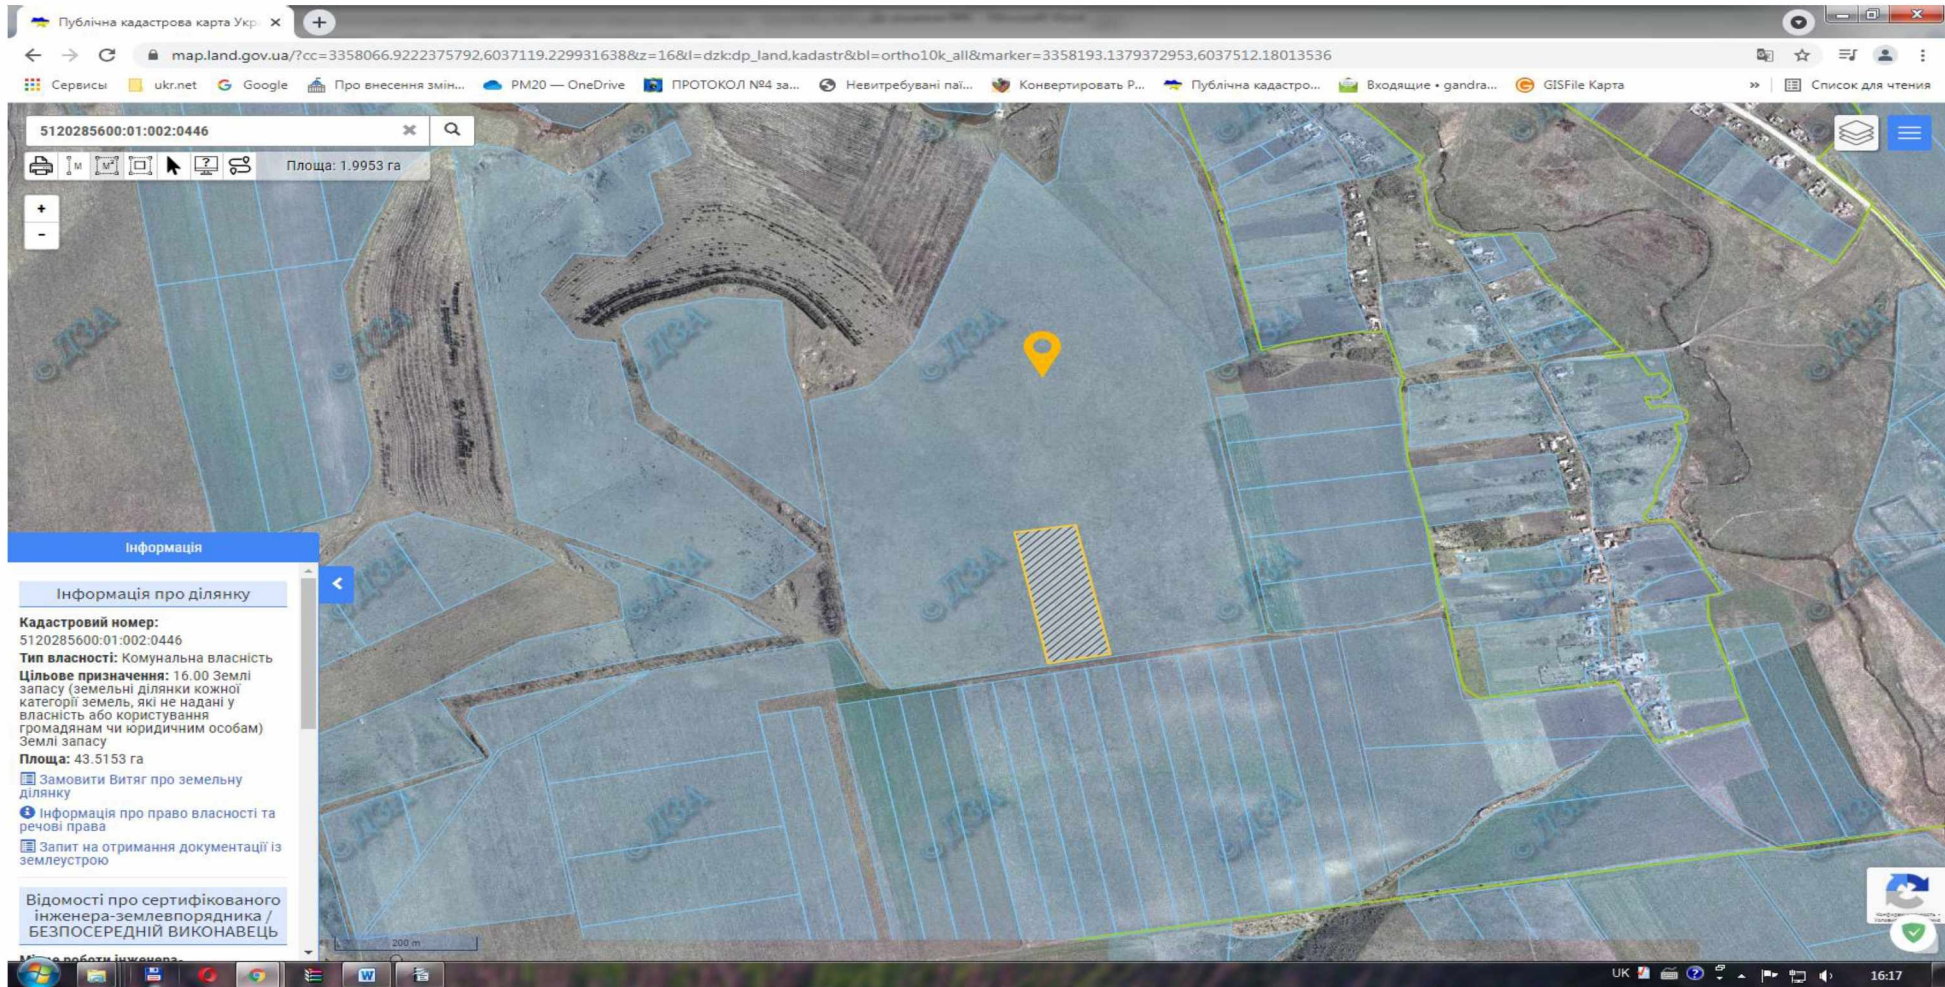 Публічна кадастрова карта Укр
map.land.gov.ua/?cc=3358066.9222375792,6037119.229931638&z=16&l=dzk:dp_land,kadastr&bl=ortho10k_all&marker=3358193.1379372953,6037512.18013536
Сервисы ukr.net Google Про внесення змін... PM20 — OneDrive ПРОТОКОЛ №4 за... Невитребувані паї... Конвертировать P... Публічна кадастро... Входящие • gandra... GISFile Карта » Список для чтения
5120285600:01:002:0446
Площа: 1.9953 га
+
-
© ДЗА
Інформація
Інформація про ділянку
Кадастровий номер:
5120285600:01:002:0446
Тип власності: Комунальна власність
Цільове призначення: 16.00 Землі
запасу (земельні ділянки кожної
категорії земель, які не надані у
власність або користування
громадянам чи юридичним особам)
Землі запасу
Площа: 43.5153 га
Замовити Витяг про земельну
ділянку
Інформація про право власності та
речові права
Запит на отримання документації із
землеустрою
Відомості про сертифікованого
інженера-землевпорядника /
БЕЗПОСЕРЕДНІЙ ВИКОНАВЕЦЬ
Місце роботи інженера-
200 m
UK 16:17